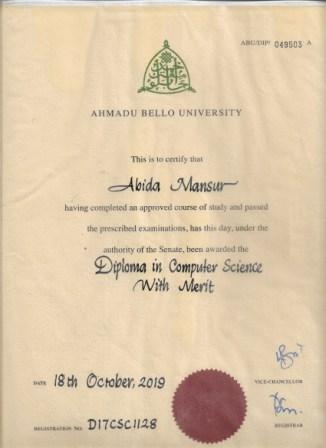 ABU/DIP/ 049503 A
AHMADU BELLO UNIVERSITY
This is to certify that
Abida Mansur
having completed an approved course of study and passed
the prescribed examinations, has this day, under the
authority of the Senate, been awarded the
Diploma in Computer Science
With Merit
DATE 18th October, 2019
VICE-CHANCELLOR
REGISTRATION NO: D17CSC1128
REGISTRAR